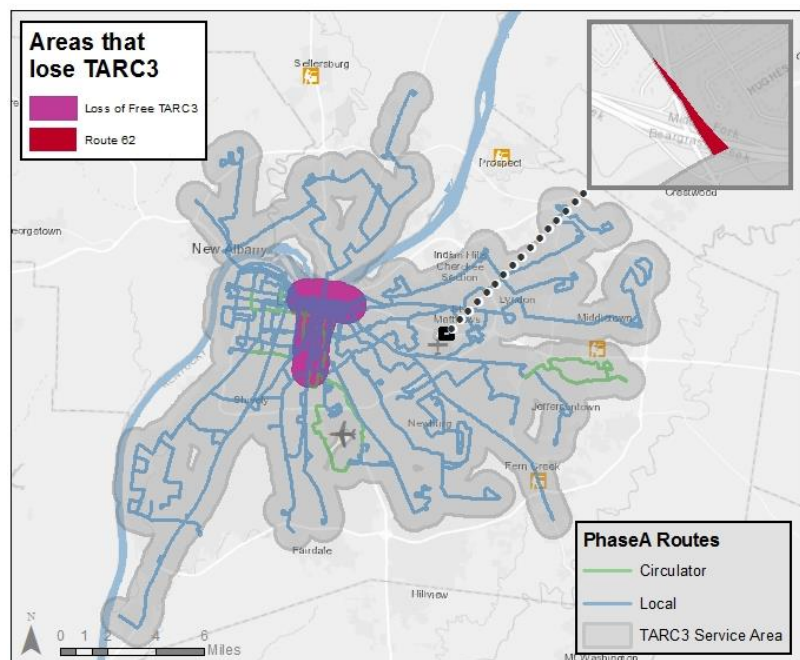 Areas that
lose TARC3
Loss of Free TARC3
Route 62
Sellersburg
Prospect
Crestwood
New Albany
Indian Hills
Cherokee
Section
Lyndon
Matthews
Middletown
Shively
Jeffersontown
Newburg
Fern Creek
Fairdale
Hillview
Mt Washington
N
0 1 2 4 6
Miles
PhaseA Routes
Circulator
Local
TARC3 Service Area